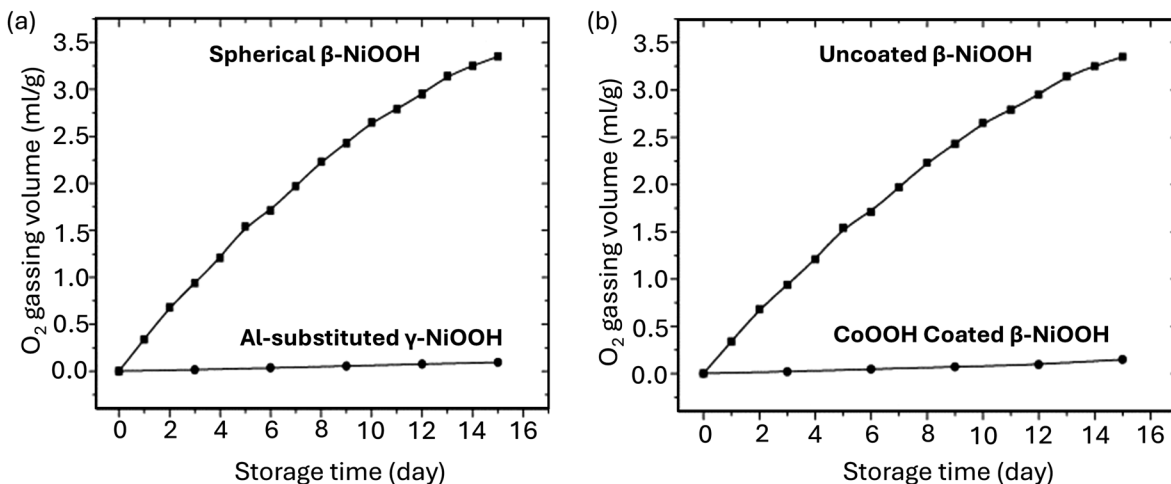 (a)
Spherical β-NiOOH
Al-substituted γ-NiOOH
O₂ gassing volume (ml/g)
3.5
3.0
2.5
2.0
1.5
1.0
0.5
0.0
0 2 4 6 8 10 12 14 16
Storage time (day)
(b)
Uncoated β-NiOOH
CoOOH Coated β-NiOOH
O₂ gassing volume (ml/g)
3.5
3.0
2.5
2.0
1.5
1.0
0.5
0.0
0 2 4 6 8 10 12 14 16
Storage time (day)